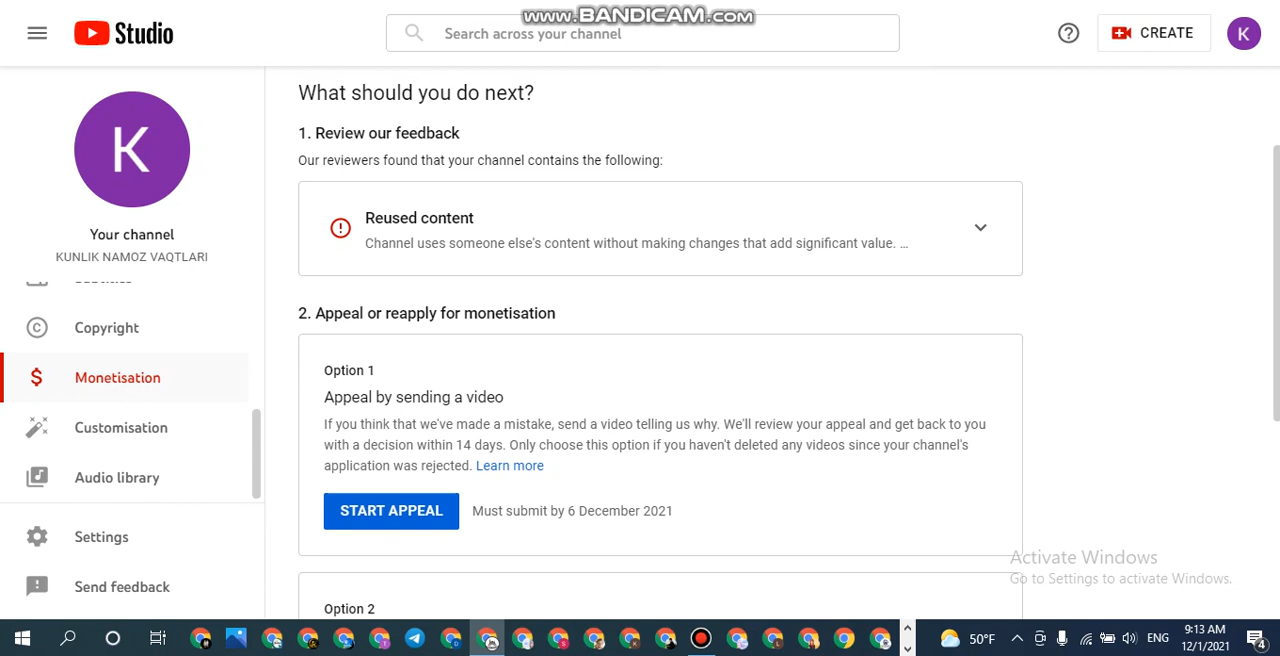 www.BANDICAM.com
Studio
Search across your channel
CREATE
K
K
Your channel
KUNLIK NAMOZ VAQTLARI
Subtitles
Copyright
Monetisation
Customisation
Audio library
Settings
Send feedback
What should you do next?
1. Review our feedback
Our reviewers found that your channel contains the following:
Reused content
Channel uses someone else's content without making changes that add significant value. ...
2. Appeal or reapply for monetisation
Option 1
Appeal by sending a video
If you think that we've made a mistake, send a video telling us why. We'll review your appeal and get back to you
with a decision within 14 days. Only choose this option if you haven't deleted any videos since your channel's
application was rejected. Learn more
START APPEAL
Must submit by 6 December 2021
Option 2
Activate Windows
Go to Settings to activate Windows.
50°F
ENG
9:13 AM
12/1/2021
4